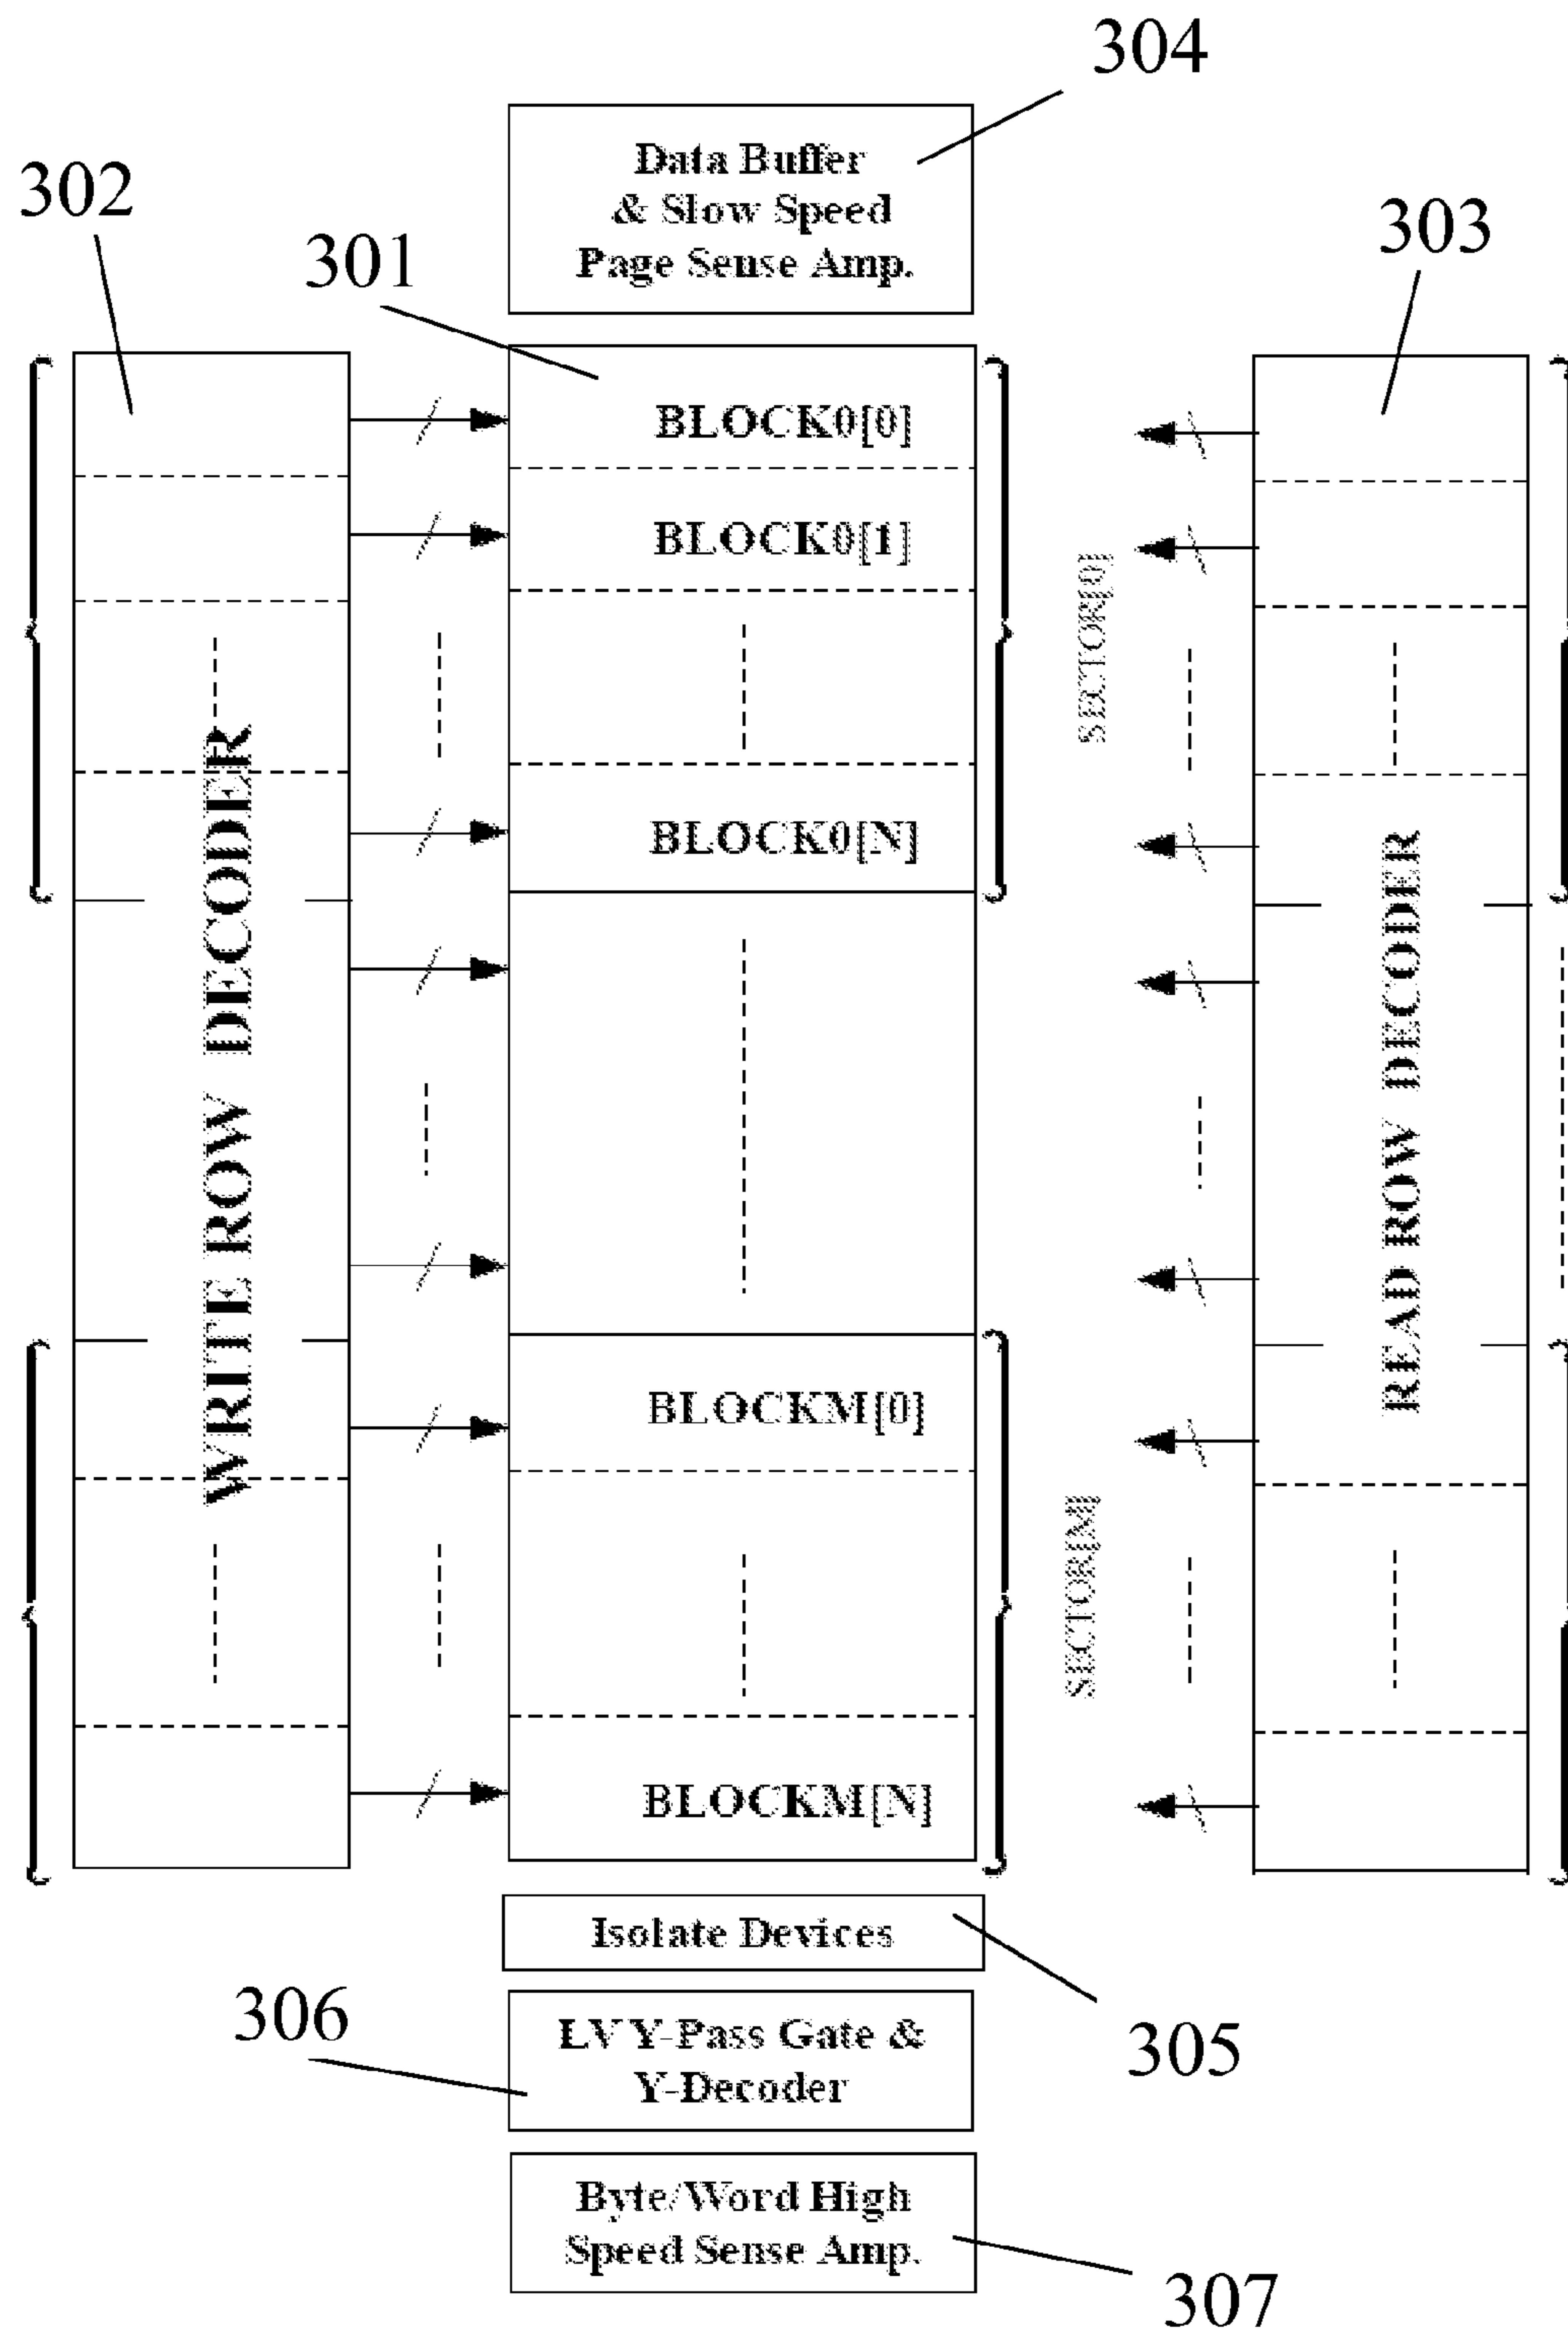 304
Data Buffer
& Slow Speed
Page Sense Amp.
302
301
303
BLOCK0[0]
BLOCK0[1]
SECTOR[0]
BLOCK0[N]
WRITE ROW DECODER
READ ROW DECODER
BLOCKM[0]
SECTOR[M]
BLOCKM[N]
Isolate Devices
306
LV Y-Pass Gate &
Y-Decoder
305
Byte/Word High
Speed Sense Amp.
307